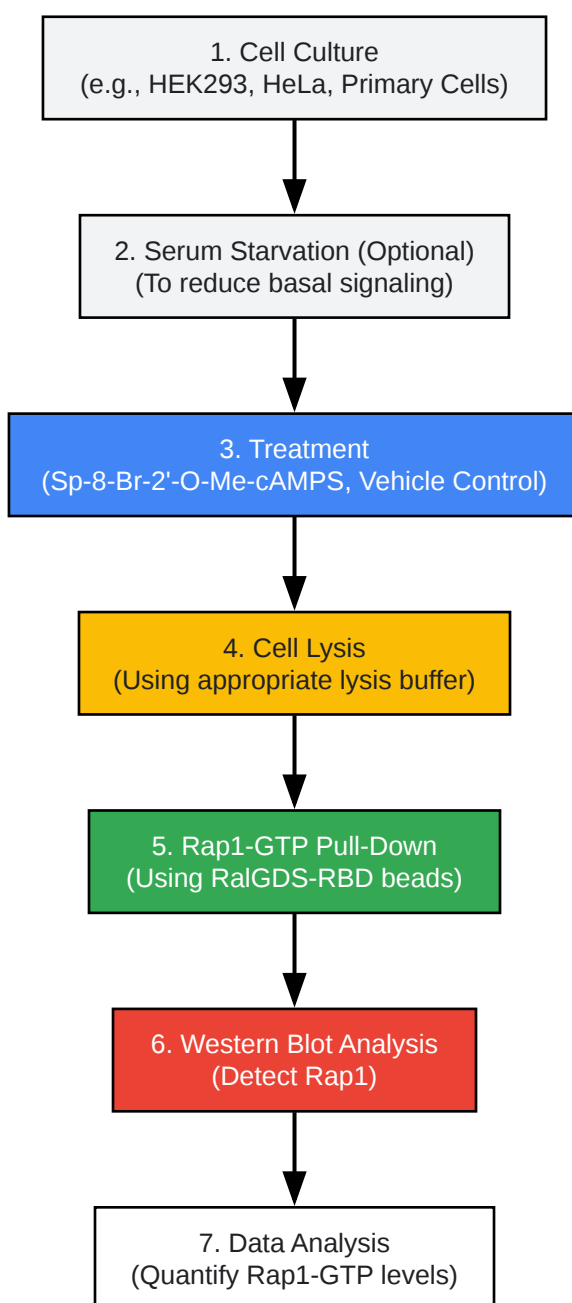 1. Cell Culture
(e.g., HEK293, HeLa, Primary Cells)
2. Serum Starvation (Optional)
(To reduce basal signaling)
3. Treatment
(Sp-8-Br-2'-O-Me-cAMPS, Vehicle Control)
4. Cell Lysis
(Using appropriate lysis buffer)
5. Rap1-GTP Pull-Down
(Using RalGDS-RBD beads)
6. Western Blot Analysis
(Detect Rap1)
7. Data Analysis
(Quantify Rap1-GTP levels)